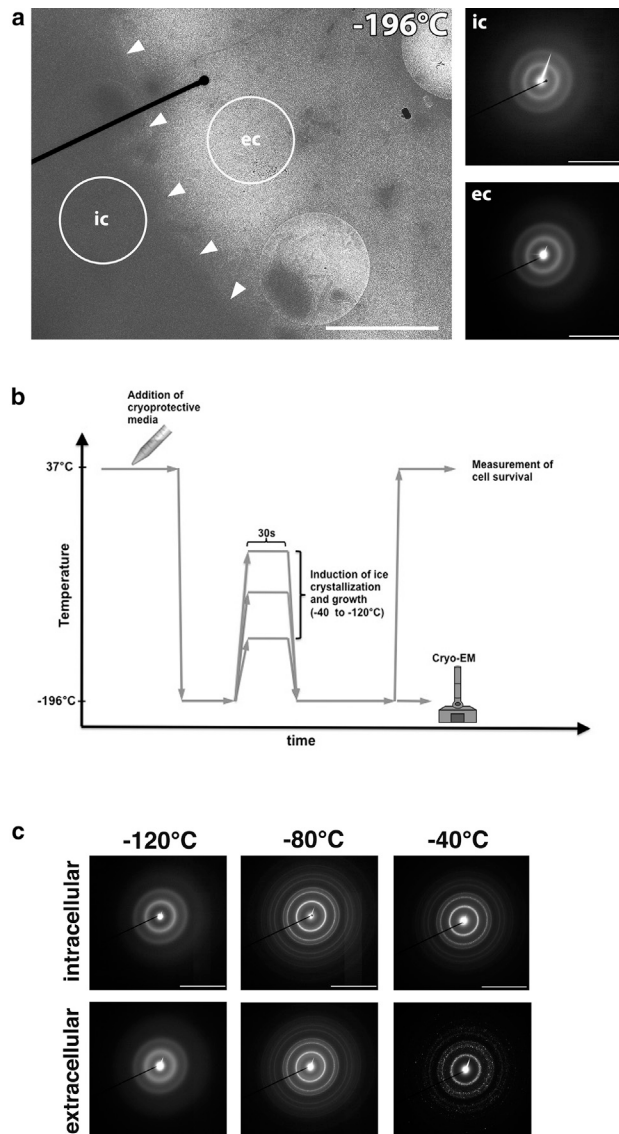 a
-196°C
ic
ec
ic
ec
b
Addition of
cryoprotective
media
37°C
Measurement of
cell survival
30s
Induction of ice
crystallization
and growth
(-40 to -120°C)
Temperature
Cryo-EM
-196°C
time
c
-120°C
-80°C
-40°C
intracellular
extracellular